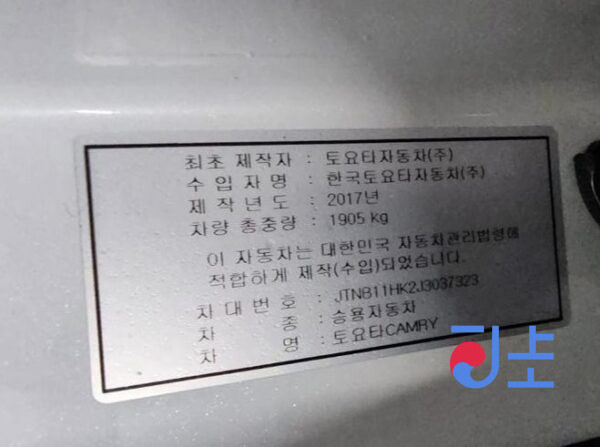 최초 제작자 : 토요타자동차(주)
수 입 자 명 : 한국토요타자동차(주)
제 작 년 도 : 2017년
차량 총중량 : 1905 kg
이 자동차는 대한민국 자동차관리법령에
적합하게 제작(수입)되었습니다.
차 대 번 호 : JTNB11HK2J3037323
차 종 : 승용자동차
차 명 : 토요타CAMRY